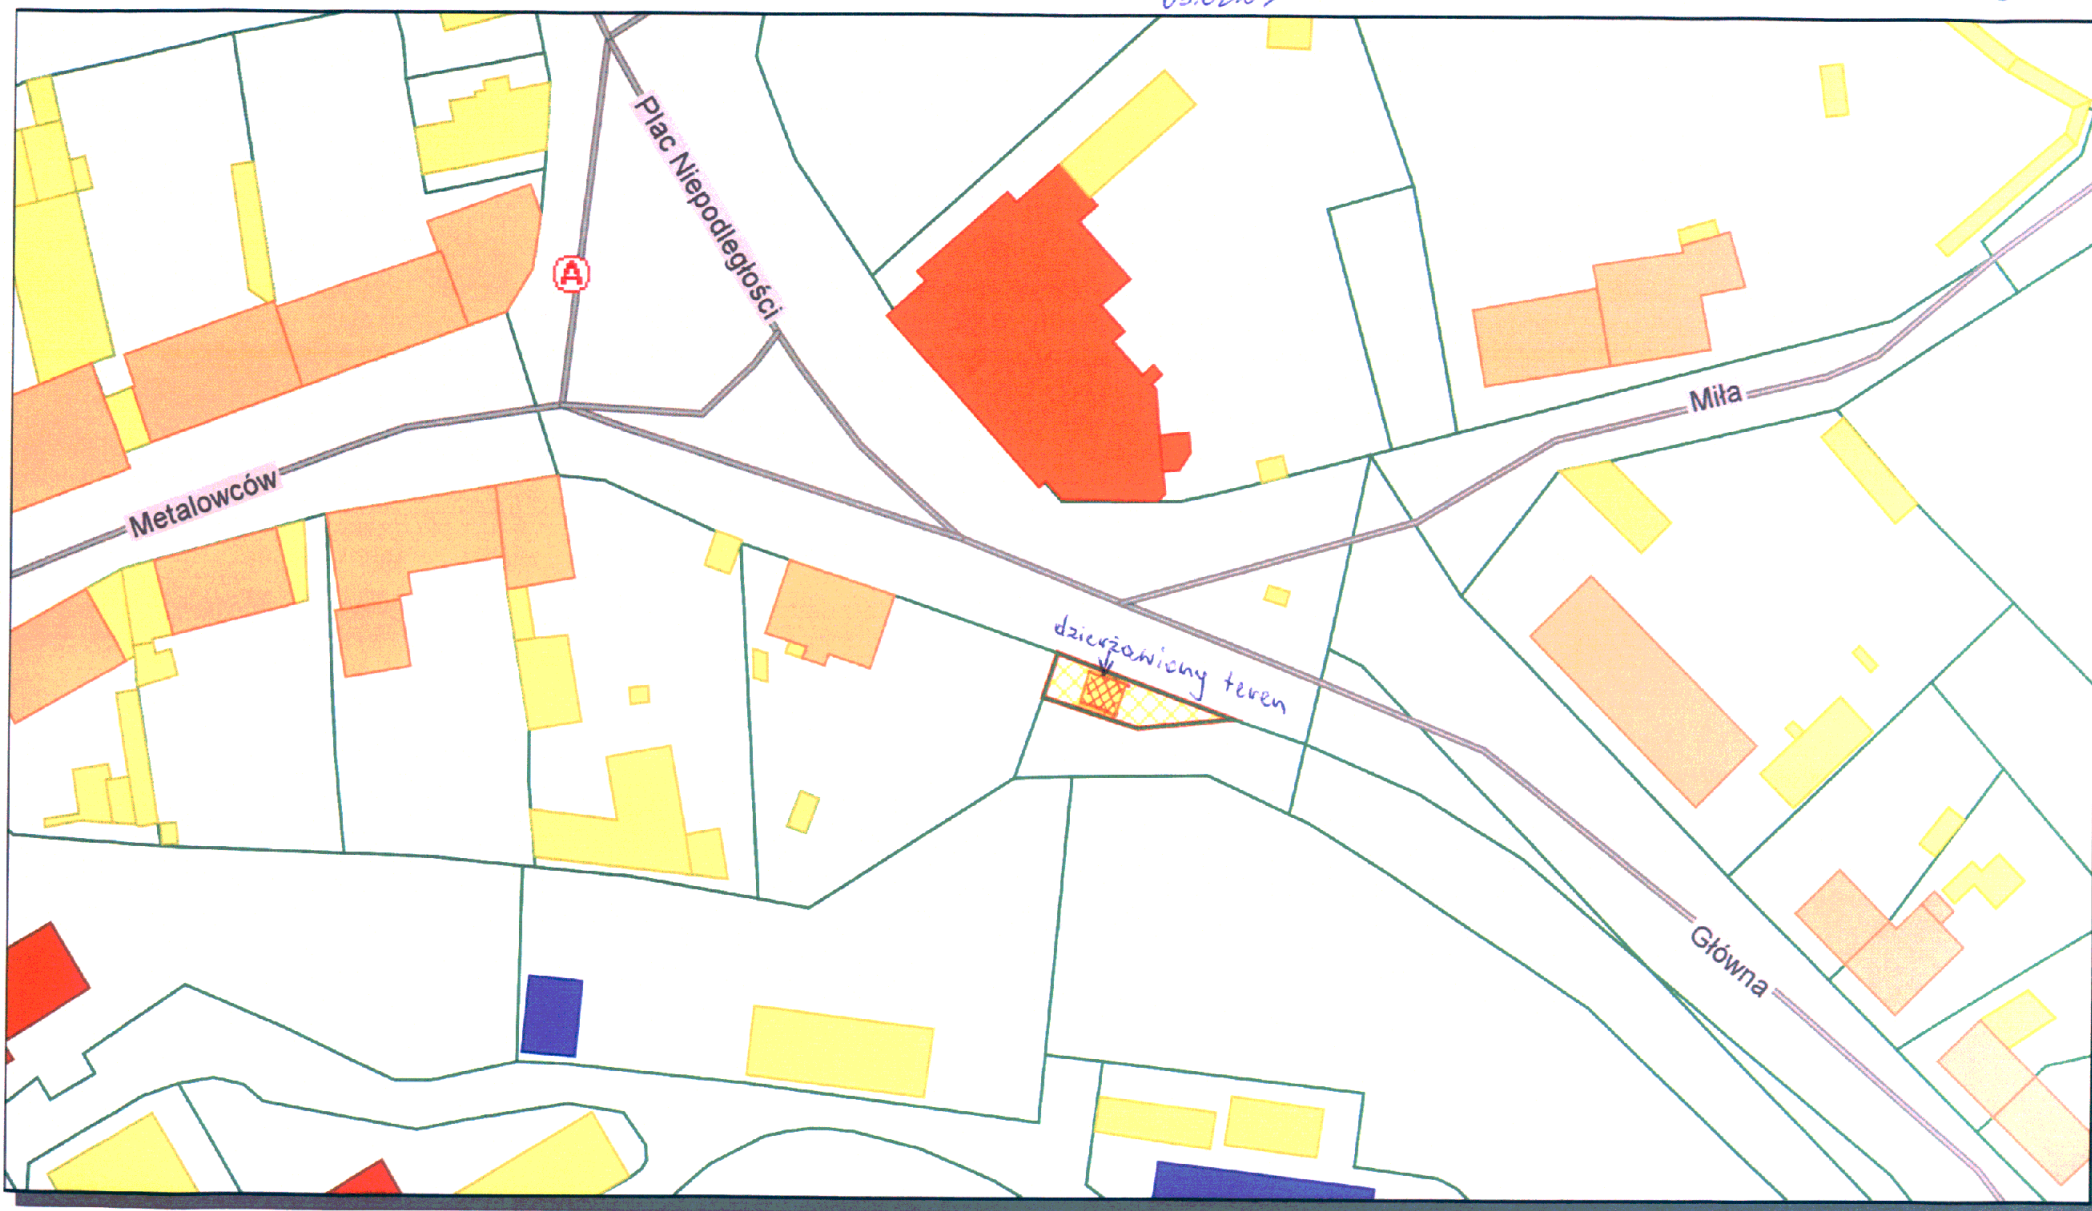 Plac Niepodległości
A
Miła
Metalowców
dzierżawiony teren
Główna